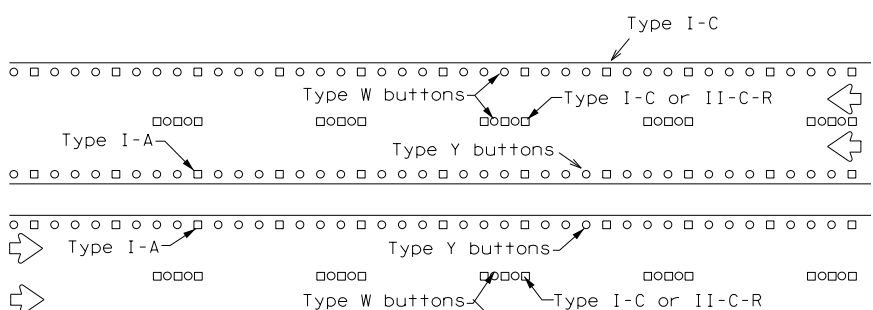 Type I-C
Type W buttons
Type I-C or II-C-R
Type I-A
Type Y buttons
Type I-A
Type Y buttons
Type W buttons
Type I-C or II-C-R